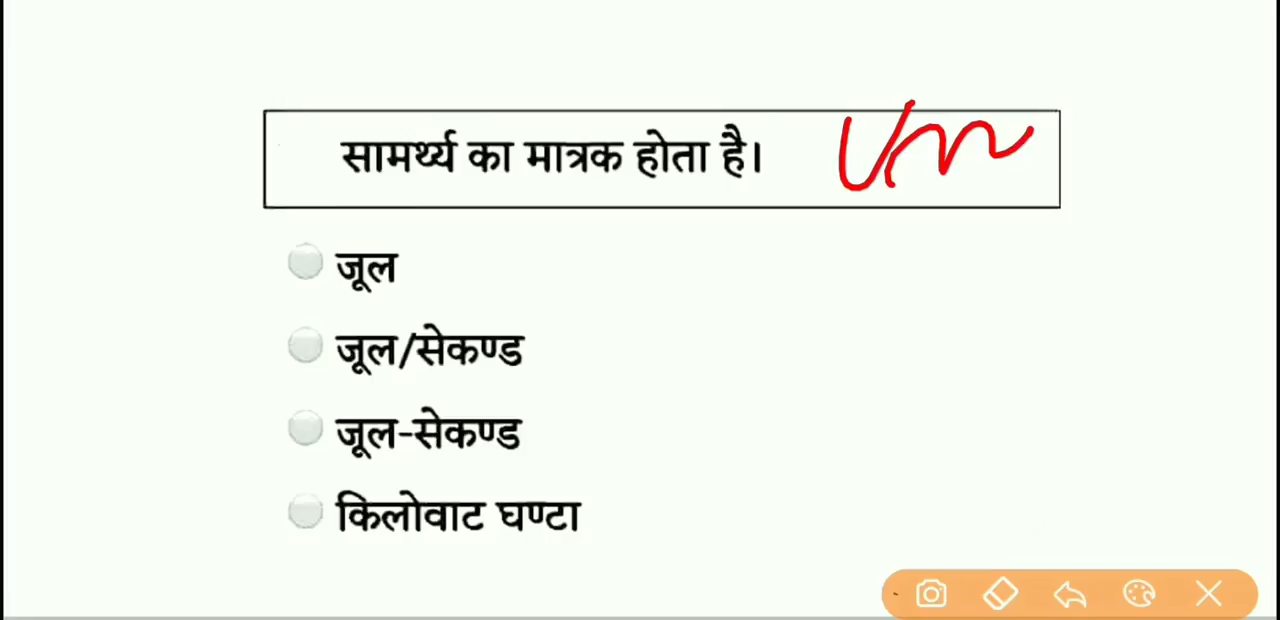 सामर्थ्य का मात्रक होता है।
जूल
जूल/सेकण्ड
जूल-सेकण्ड
किलोवाट घण्टा